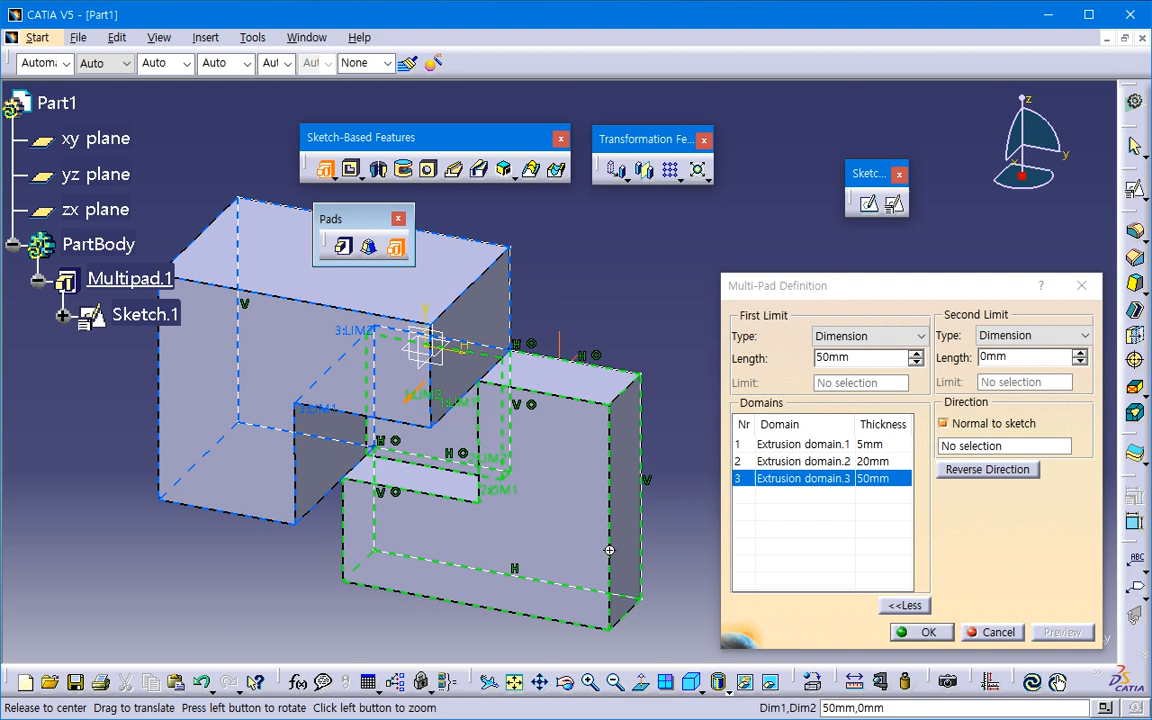 CATIA V5 - [Part1]
Start File Edit View Insert Tools Window Help
Auto Auto Auto None
Part1
xy plane
yz plane
zx plane
PartBody
Multipad.1
Sketch.1
Sketch-Based Features
Transformation Fe...
Sketc...
Pads
z
y
V
3:LIM2
Y
H
H
H
V
H
H
V
V
H
Multi-Pad Definition
First Limit
Type: Dimension
Length: 50mm
Limit: No selection
Second Limit
Type: Dimension
Length: 0mm
Limit: No selection
Domains
Nr Domain Thickness
1 Extrusion domain.1 5mm
2 Extrusion domain.2 20mm
3 Extrusion domain.3 50mm
Direction
Normal to sketch
No selection
Reverse Direction
<<Less
OK Cancel Preview
ABC
f(x)
DS CATIA
Release to center Drag to translate Press left button to rotate Click left button to zoom
Dim1,Dim2 50mm,0mm